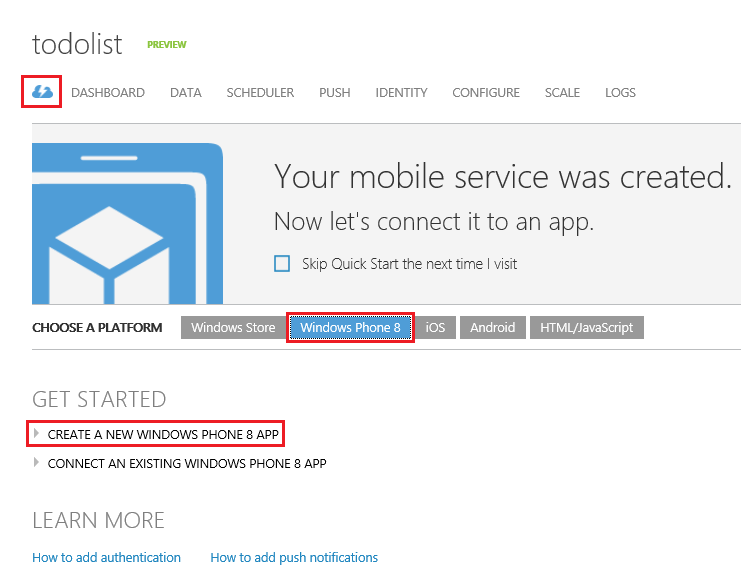 todolist PREVIEW
DASHBOARD DATA SCHEDULER PUSH IDENTITY CONFIGURE SCALE LOGS
Your mobile service was created.
Now let's connect it to an app.
Skip Quick Start the next time I visit
CHOOSE A PLATFORM Windows Store Windows Phone 8 iOS Android HTML/JavaScript
GET STARTED
CREATE A NEW WINDOWS PHONE 8 APP
CONNECT AN EXISTING WINDOWS PHONE 8 APP
LEARN MORE
How to add authentication How to add push notifications